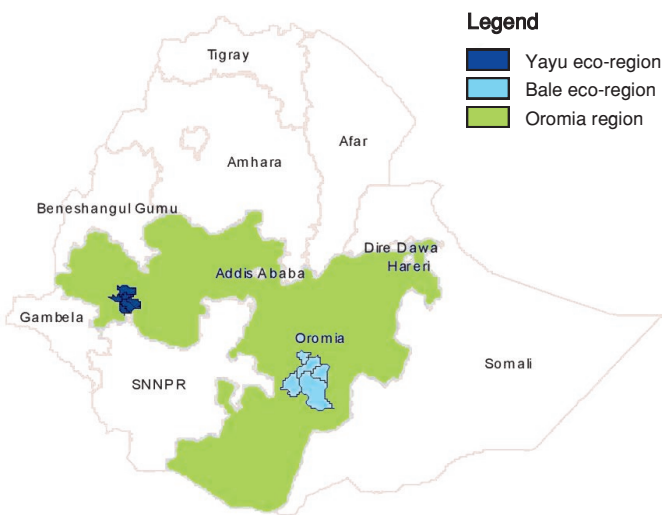 Legend
Yayu eco-region
Bale eco-region
Oromia region
Tigray
Afar
Amhara
Beneshangul Gumu
Dire Dawa
Addis Ababa
Hareri
Gambela
Oromia
Somali
SNNPR